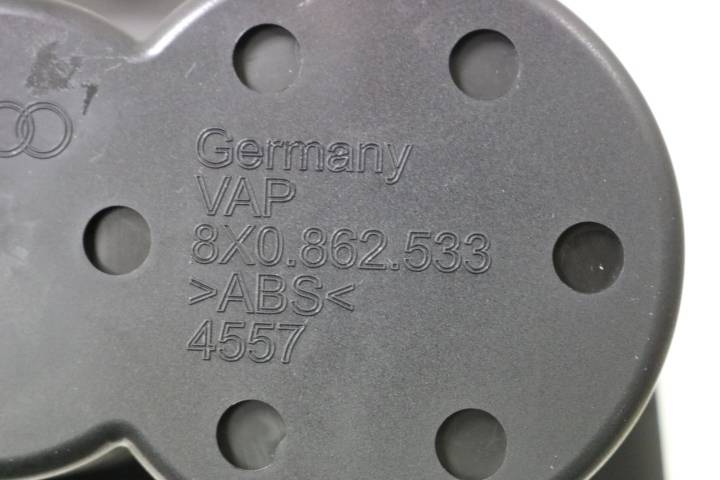 Germany
VAP
8X0.862.533
>ABS<
4557